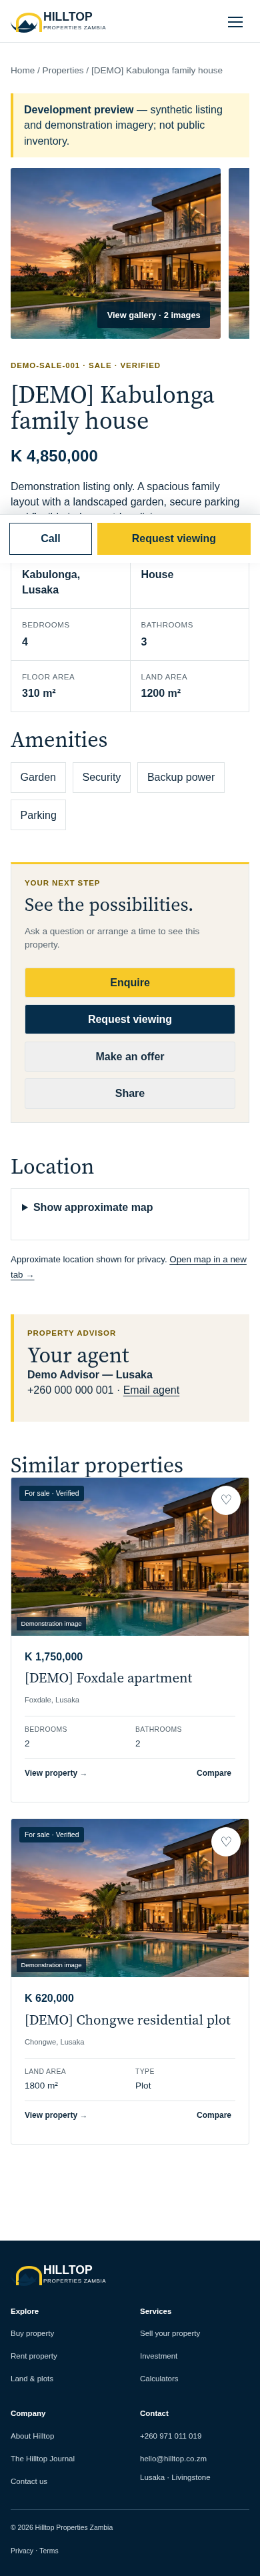 HILLTOP
PROPERTIES ZAMBIA
Home / Properties / [DEMO] Kabulonga family house
Development preview — synthetic listing
and demonstration imagery; not public
inventory.
View gallery · 2 images
DEMO-SALE-001 · SALE · VERIFIED
[DEMO] Kabulonga
family house
K 4,850,000
Demonstration listing only. A spacious family
layout with a landscaped garden, secure parking
Call
Request viewing
Kabulonga,
Lusaka
House
BEDROOMS
BATHROOMS
4
3
FLOOR AREA
LAND AREA
310 m²
1200 m²
Amenities
Garden
Security
Backup power
Parking
YOUR NEXT STEP
See the possibilities.
Ask a question or arrange a time to see this
property.
Enquire
Request viewing
Make an offer
Share
Location
Show approximate map
Approximate location shown for privacy. Open map in a new
tab →
PROPERTY ADVISOR
Your agent
Demo Advisor — Lusaka
+260 000 000 001 · Email agent
Similar properties
For sale · Verified
♡
Demonstration image
K 1,750,000
[DEMO] Foxdale apartment
Foxdale, Lusaka
BEDROOMS
BATHROOMS
2
2
View property →
Compare
For sale · Verified
♡
Demonstration image
K 620,000
[DEMO] Chongwe residential plot
Chongwe, Lusaka
LAND AREA
TYPE
1800 m²
Plot
View property →
Compare
HILLTOP
PROPERTIES ZAMBIA
Explore
Services
Buy property
Sell your property
Rent property
Investment
Land & plots
Calculators
Company
Contact
About Hilltop
+260 971 011 019
The Hilltop Journal
hello@hilltop.co.zm
Contact us
Lusaka · Livingstone
© 2026 Hilltop Properties Zambia
Privacy · Terms